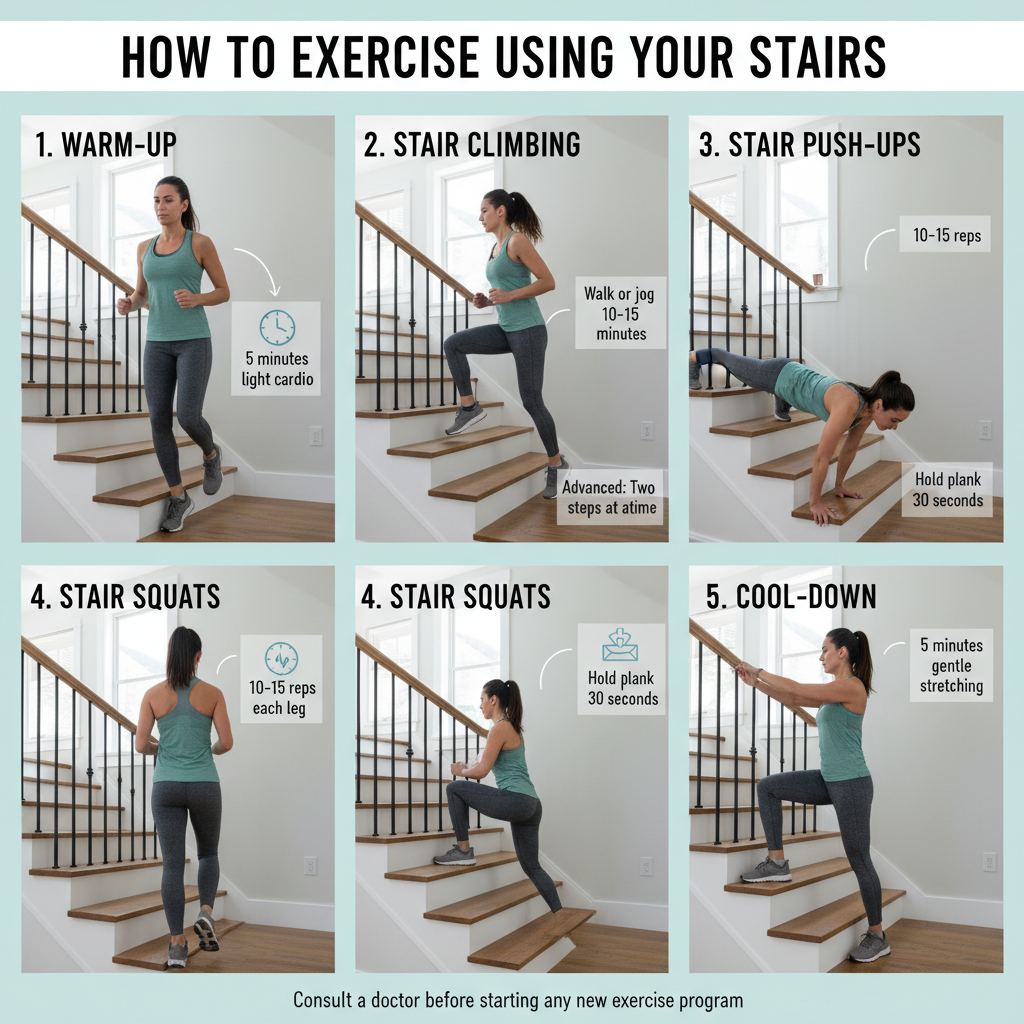 HOW TO EXERCISE USING YOUR STAIRS
1. WARM-UP
5 minutes
light cardio
2. STAIR CLIMBING
Walk or jog
10-15
minutes
Advanced: Two
steps at atime
3. STAIR PUSH-UPS
10-15 reps
Hold plank
30 seconds
4. STAIR SQUATS
10-15 reps
each leg
4. STAIR SQUATS
Hold plank
30 seconds
5. COOL-DOWN
5 minutes
gentle
stretching
Consult a doctor before starting any new exercise program